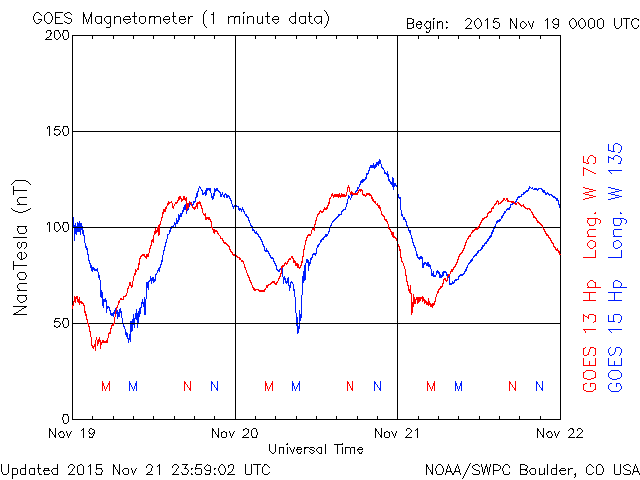 GOES Magnetometer (1 minute data)
Begin: 2015 Nov 19 0000 UTC
200
150
100
50
0
NanoTesla (nT)
M M N N M M N N M M N N
Nov 19 Nov 20 Nov 21 Nov 22
Universal Time
GOES 13 Hp Long. W 75
GOES 15 Hp Long. W 135
Updated 2015 Nov 21 23:59:02 UTC
NOAA/SWPC Boulder, CO USA